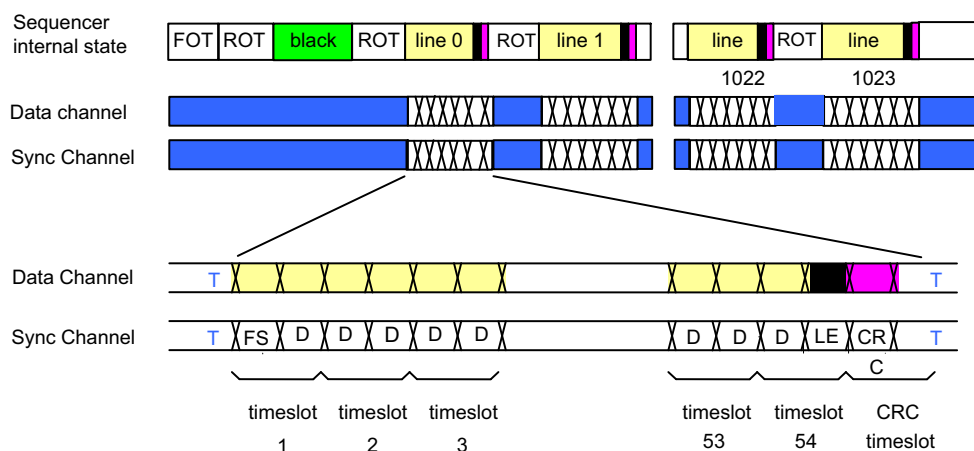 Sequencer
internal state
FOT ROT black ROT line 0 ROT line 1 line ROT line
1022 1023
Data channel
Sync Channel
Data Channel T T
Sync Channel T FS D D D D D D D D LE CR T
C
timeslot timeslot timeslot timeslot timeslot CRC
1 2 3 53 54 timeslot